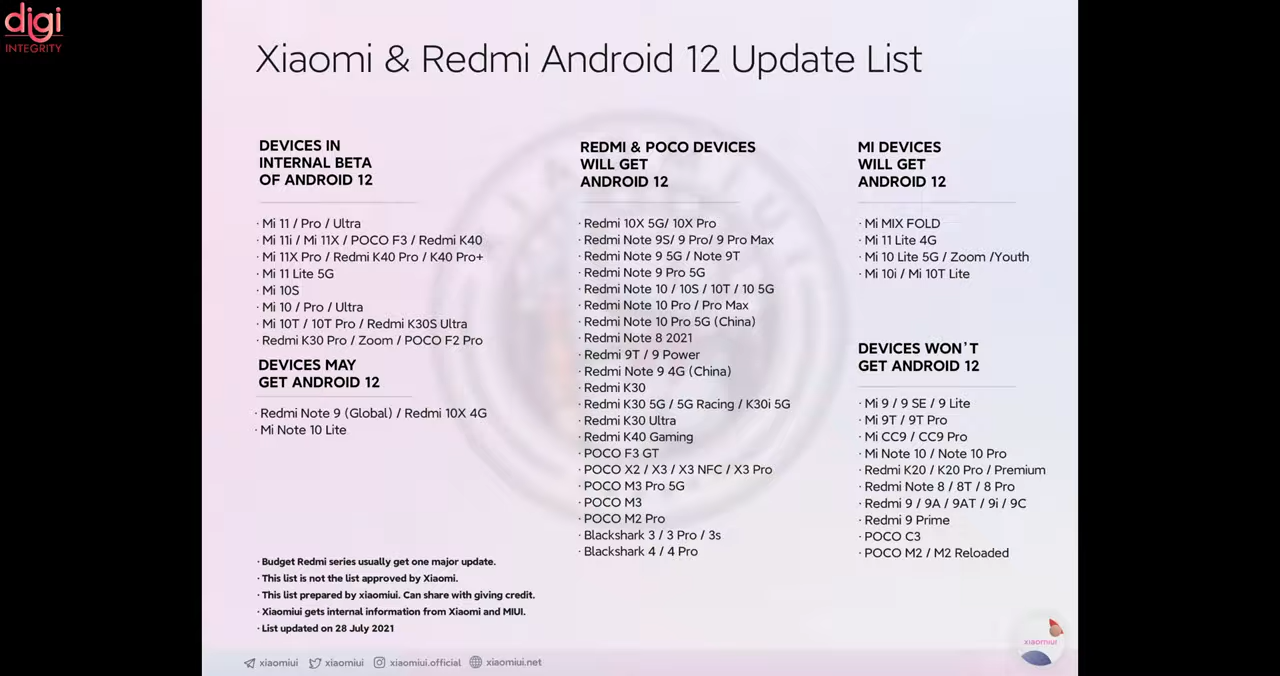 digi
INTEGRITY
Xiaomi & Redmi Android 12 Update List
DEVICES IN
INTERNAL BETA
OF ANDROID 12
· Mi 11 / Pro / Ultra
· Mi 11i / Mi 11X / POCO F3 / Redmi K40
· Mi 11X Pro / Redmi K40 Pro / K40 Pro+
· Mi 11 Lite 5G
· Mi 10S
· Mi 10 / Pro / Ultra
· Mi 10T / 10T Pro / Redmi K30S Ultra
· Redmi K30 Pro / Zoom / POCO F2 Pro
DEVICES MAY
GET ANDROID 12
· Redmi Note 9 (Global) / Redmi 10X 4G
· Mi Note 10 Lite
REDMI & POCO DEVICES
WILL GET
ANDROID 12
· Redmi 10X 5G/ 10X Pro
· Redmi Note 9S/ 9 Pro/ 9 Pro Max
· Redmi Note 9 5G / Note 9T
· Redmi Note 9 Pro 5G
· Redmi Note 10 / 10S / 10T / 10 5G
· Redmi Note 10 Pro / Pro Max
· Redmi Note 10 Pro 5G (China)
· Redmi Note 8 2021
· Redmi 9T / 9 Power
· Redmi Note 9 4G (China)
· Redmi K30
· Redmi K30 5G / 5G Racing / K30i 5G
· Redmi K30 Ultra
· Redmi K40 Gaming
· POCO F3 GT
· POCO X2 / X3 / X3 NFC / X3 Pro
· POCO M3 Pro 5G
· POCO M3
· POCO M2 Pro
· Blackshark 3 / 3 Pro / 3s
· Blackshark 4 / 4 Pro
MI DEVICES
WILL GET
ANDROID 12
· Mi MIX FOLD
· Mi 11 Lite 4G
· Mi 10 Lite 5G / Zoom /Youth
· Mi 10i / Mi 10T Lite
DEVICES WON'T
GET ANDROID 12
· Mi 9 / 9 SE / 9 Lite
· Mi 9T / 9T Pro
· Mi CC9 / CC9 Pro
· Mi Note 10 / Note 10 Pro
· Redmi K20 / K20 Pro / Premium
· Redmi Note 8 / 8T / 8 Pro
· Redmi 9 / 9A / 9AT / 9i / 9C
· Redmi 9 Prime
· POCO C3
· POCO M2 / M2 Reloaded
· Budget Redmi series usually get one major update.
· This list is not the list approved by Xiaomi.
· This list prepared by xiaomiui. Can share with giving credit.
· Xiaomiui gets internal information from Xiaomi and MIUI.
· List updated on 28 July 2021
xiaomiui xiaomiui xiaomiui.official xiaomiui.net
xiaomiui